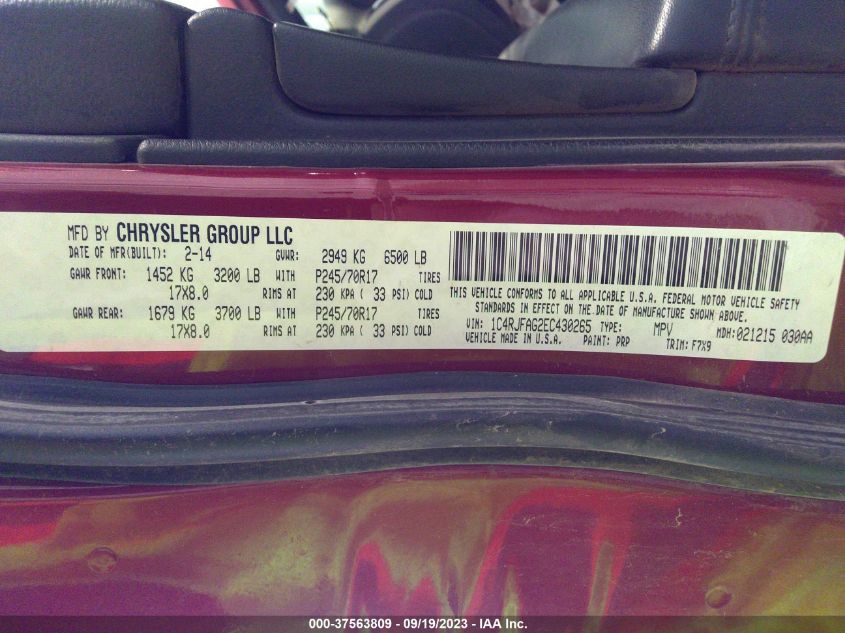 MFD BY CHRYSLER GROUP LLC
DATE OF MFR(BUILT): 2-14 GVWR: 2949 KG 6500 LB
GAWR FRONT: 1452 KG 3200 LB WITH P245/70R17 TIRES
17X8.0 RIMS AT 230 KPA ( 33 PSI) COLD
GAWR REAR: 1679 KG 3700 LB WITH P245/70R17 TIRES
17X8.0 RIMS AT 230 KPA ( 33 PSI) COLD
THIS VEHICLE CONFORMS TO ALL APPLICABLE U.S.A. FEDERAL MOTOR VEHICLE SAFETY
STANDARDS IN EFFECT ON THE DATE OF MANUFACTURE SHOWN ABOVE.
VIN: 1C4RJFAG2EC430265 TYPE: MPV MDH: 021215 030AA
VEHICLE MADE IN U.S.A. PAINT: PRP TRIM: F7X9
000-37563809 - 09/19/2023 - IAA Inc.